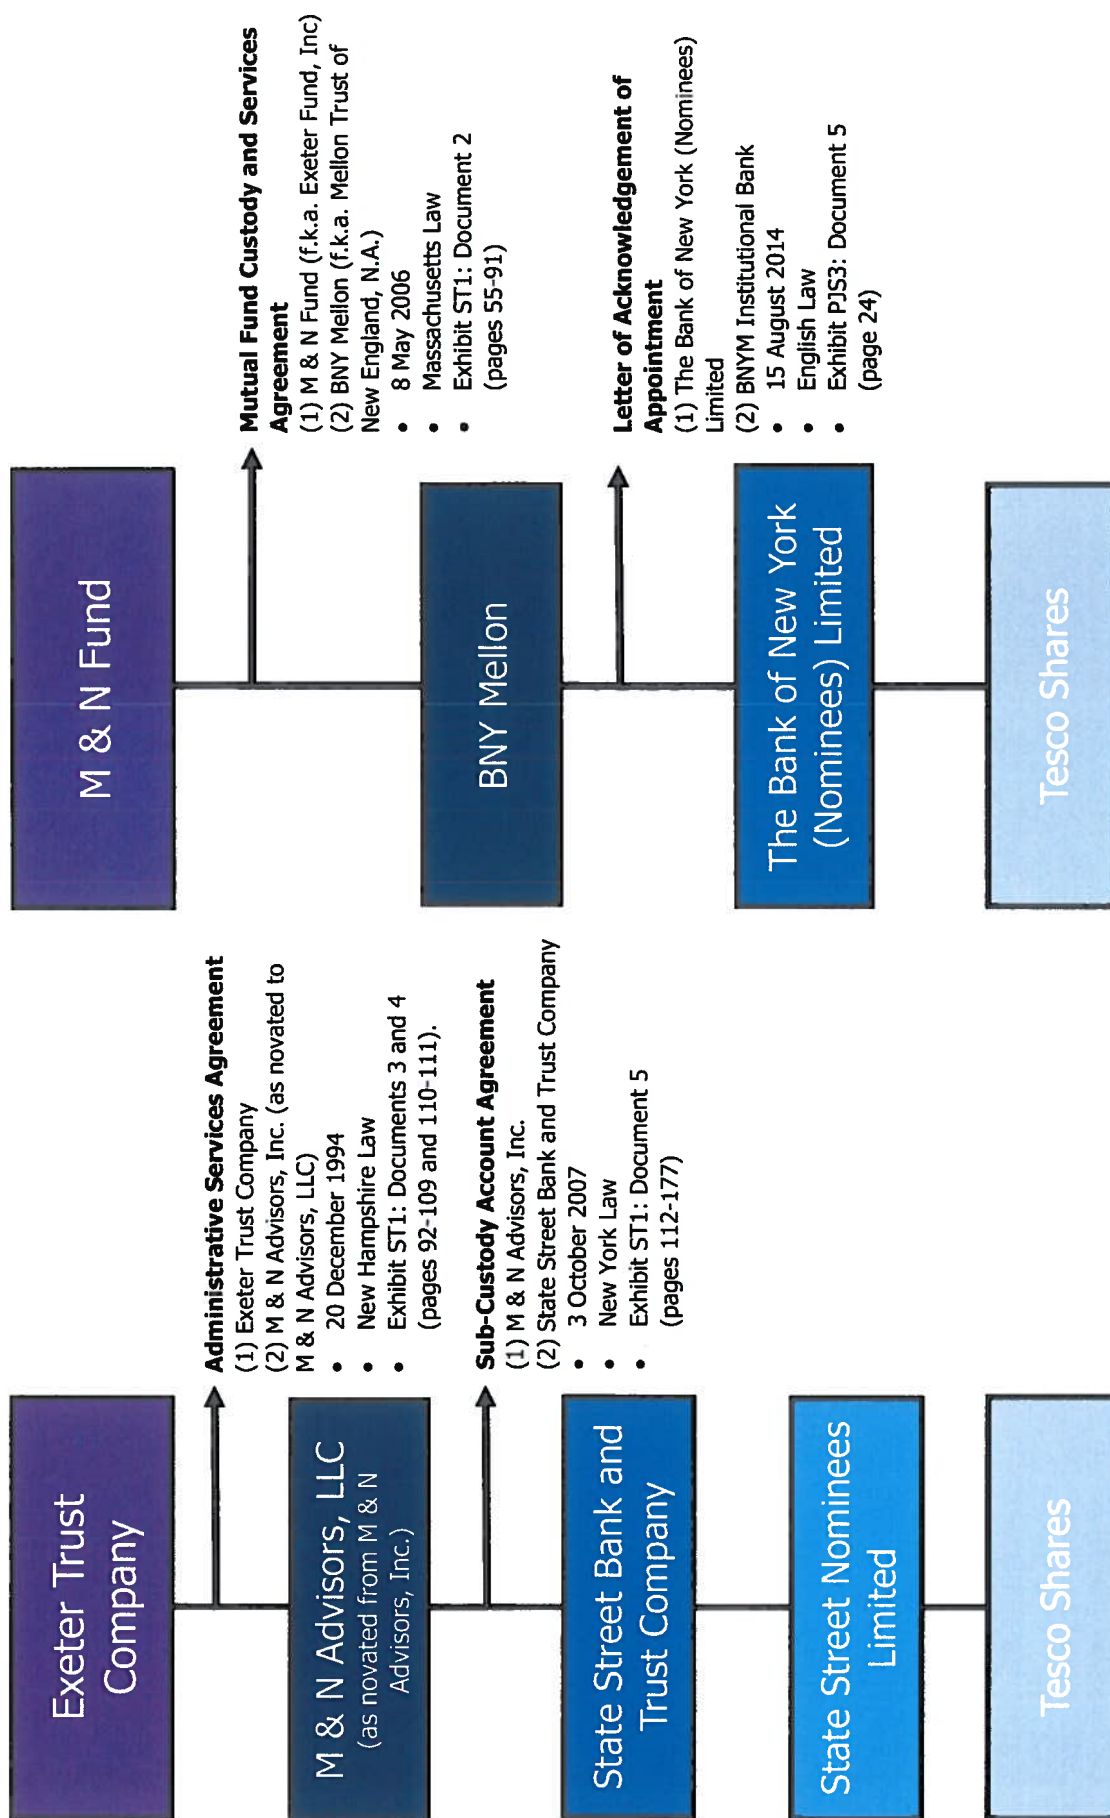 Exeter Trust
Company
Administrative Services Agreement
(1) Exeter Trust Company
(2) M & N Advisors, Inc. (as novated to
M & N Advisors, LLC)
• 20 December 1994
• New Hampshire Law
• Exhibit ST1: Documents 3 and 4
(pages 92-109 and 110-111).
M & N Advisors, LLC
(as novated from M & N
Advisors, Inc.)
Sub-Custody Account Agreement
(1) M & N Advisors, Inc.
(2) State Street Bank and Trust Company
• 3 October 2007
• New York Law
• Exhibit ST1: Document 5
(pages 112-177)
State Street Bank and
Trust Company
State Street Nominees
Limited
Tesco Shares
M & N Fund
Mutual Fund Custody and Services
Agreement
(1) M & N Fund (f.k.a. Exeter Fund, Inc)
(2) BNY Mellon (f.k.a. Mellon Trust of
New England, N.A.)
• 8 May 2006
• Massachusetts Law
• Exhibit ST1: Document 2
(pages 55-91)
BNY Mellon
Letter of Acknowledgement of
Appointment
(1) The Bank of New York (Nominees)
Limited
(2) BNYM Institutional Bank
• 15 August 2014
• English Law
• Exhibit PJS3: Document 5
(page 24)
The Bank of New York
(Nominees) Limited
Tesco Shares